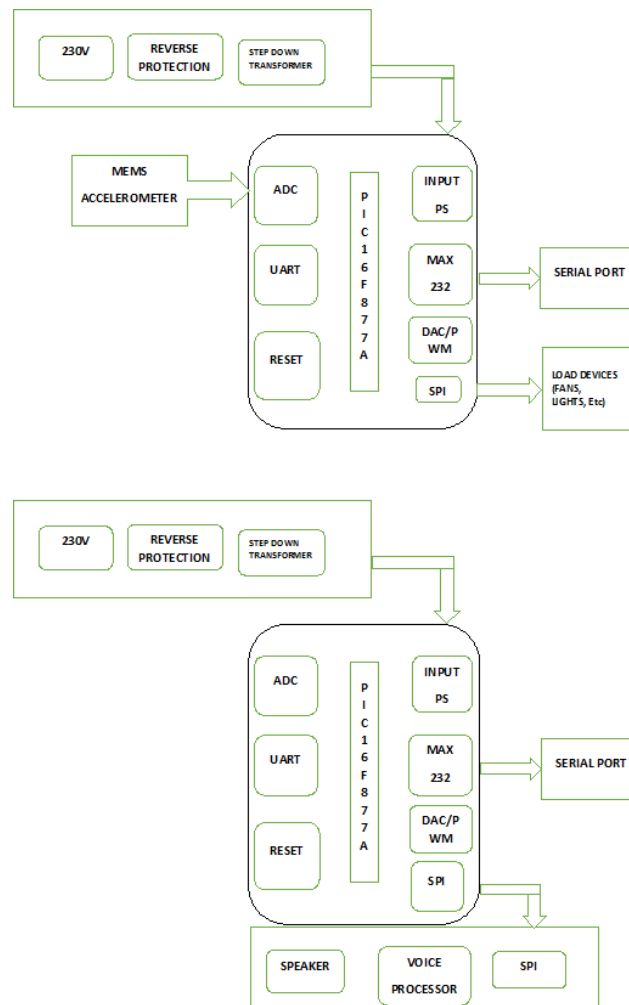 230V
REVERSE
PROTECTION
STEP DOWN
TRANSFORMER
MEMS
ACCELEROMETER
ADC
UART
RESET
P
I
C
1
6
F
8
7
7
A
INPUT
PS
MAX
232
DAC/P
WM
SPI
SERIAL PORT
LOAD DEVICES
(FANS,
LIGHTS, Etc)
230V
REVERSE
PROTECTION
STEP DOWN
TRANSFORMER
ADC
UART
RESET
P
I
C
1
6
F
8
7
7
A
INPUT
PS
MAX
232
DAC/P
WM
SPI
SERIAL PORT
SPEAKER
VOICE
PROCESSOR
SPI